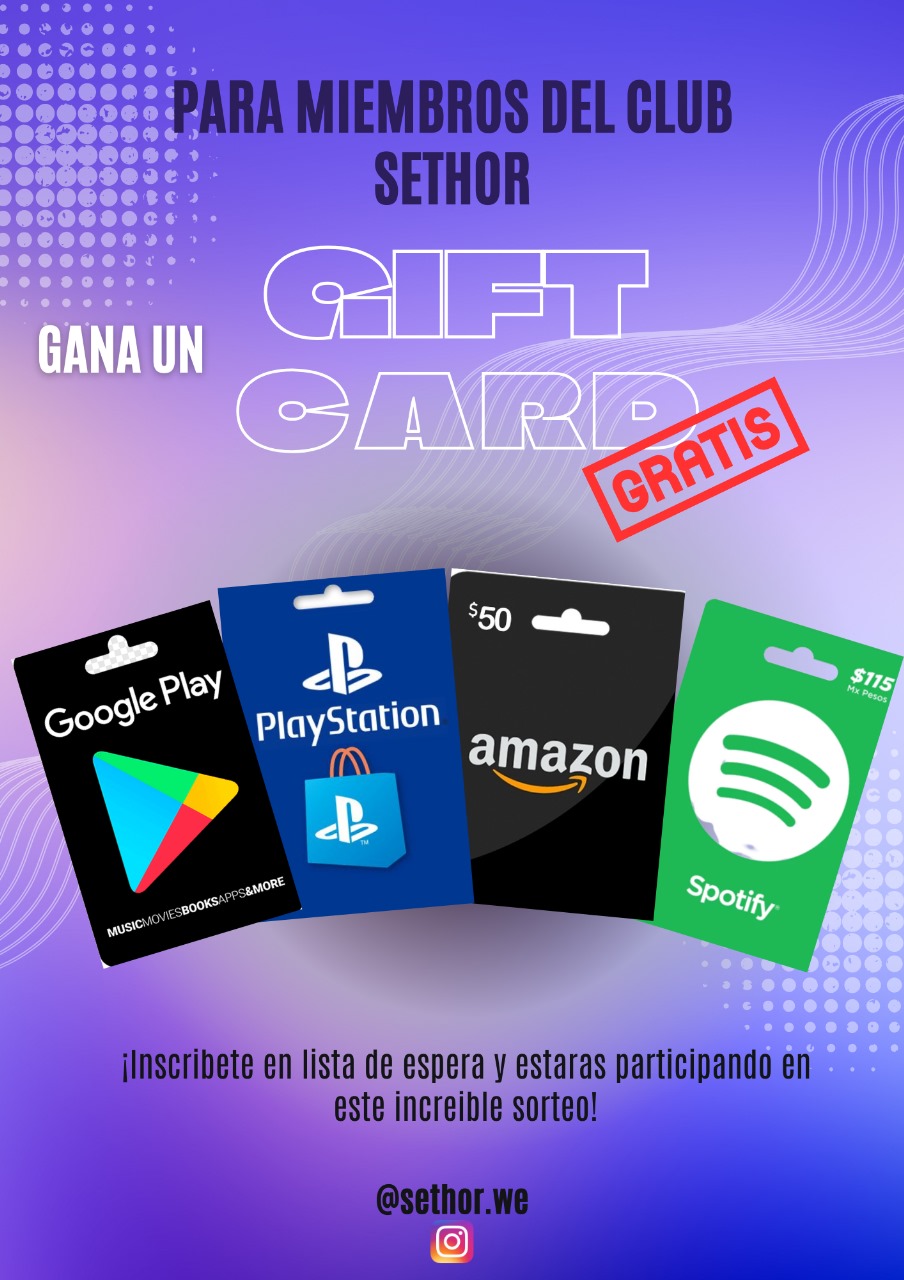 PARA MIEMBROS DEL CLUB
SETHOR
GANA UN
GIFT
CARD
GRATIS
Google Play
MUSICMOVIESBOOKSAPPS&MORE
PlayStation
TM
$50
amazon
$115
Mx Pesos
Spotify
¡Inscribete en lista de espera y estaras participando en
este increible sorteo!
@sethor.we